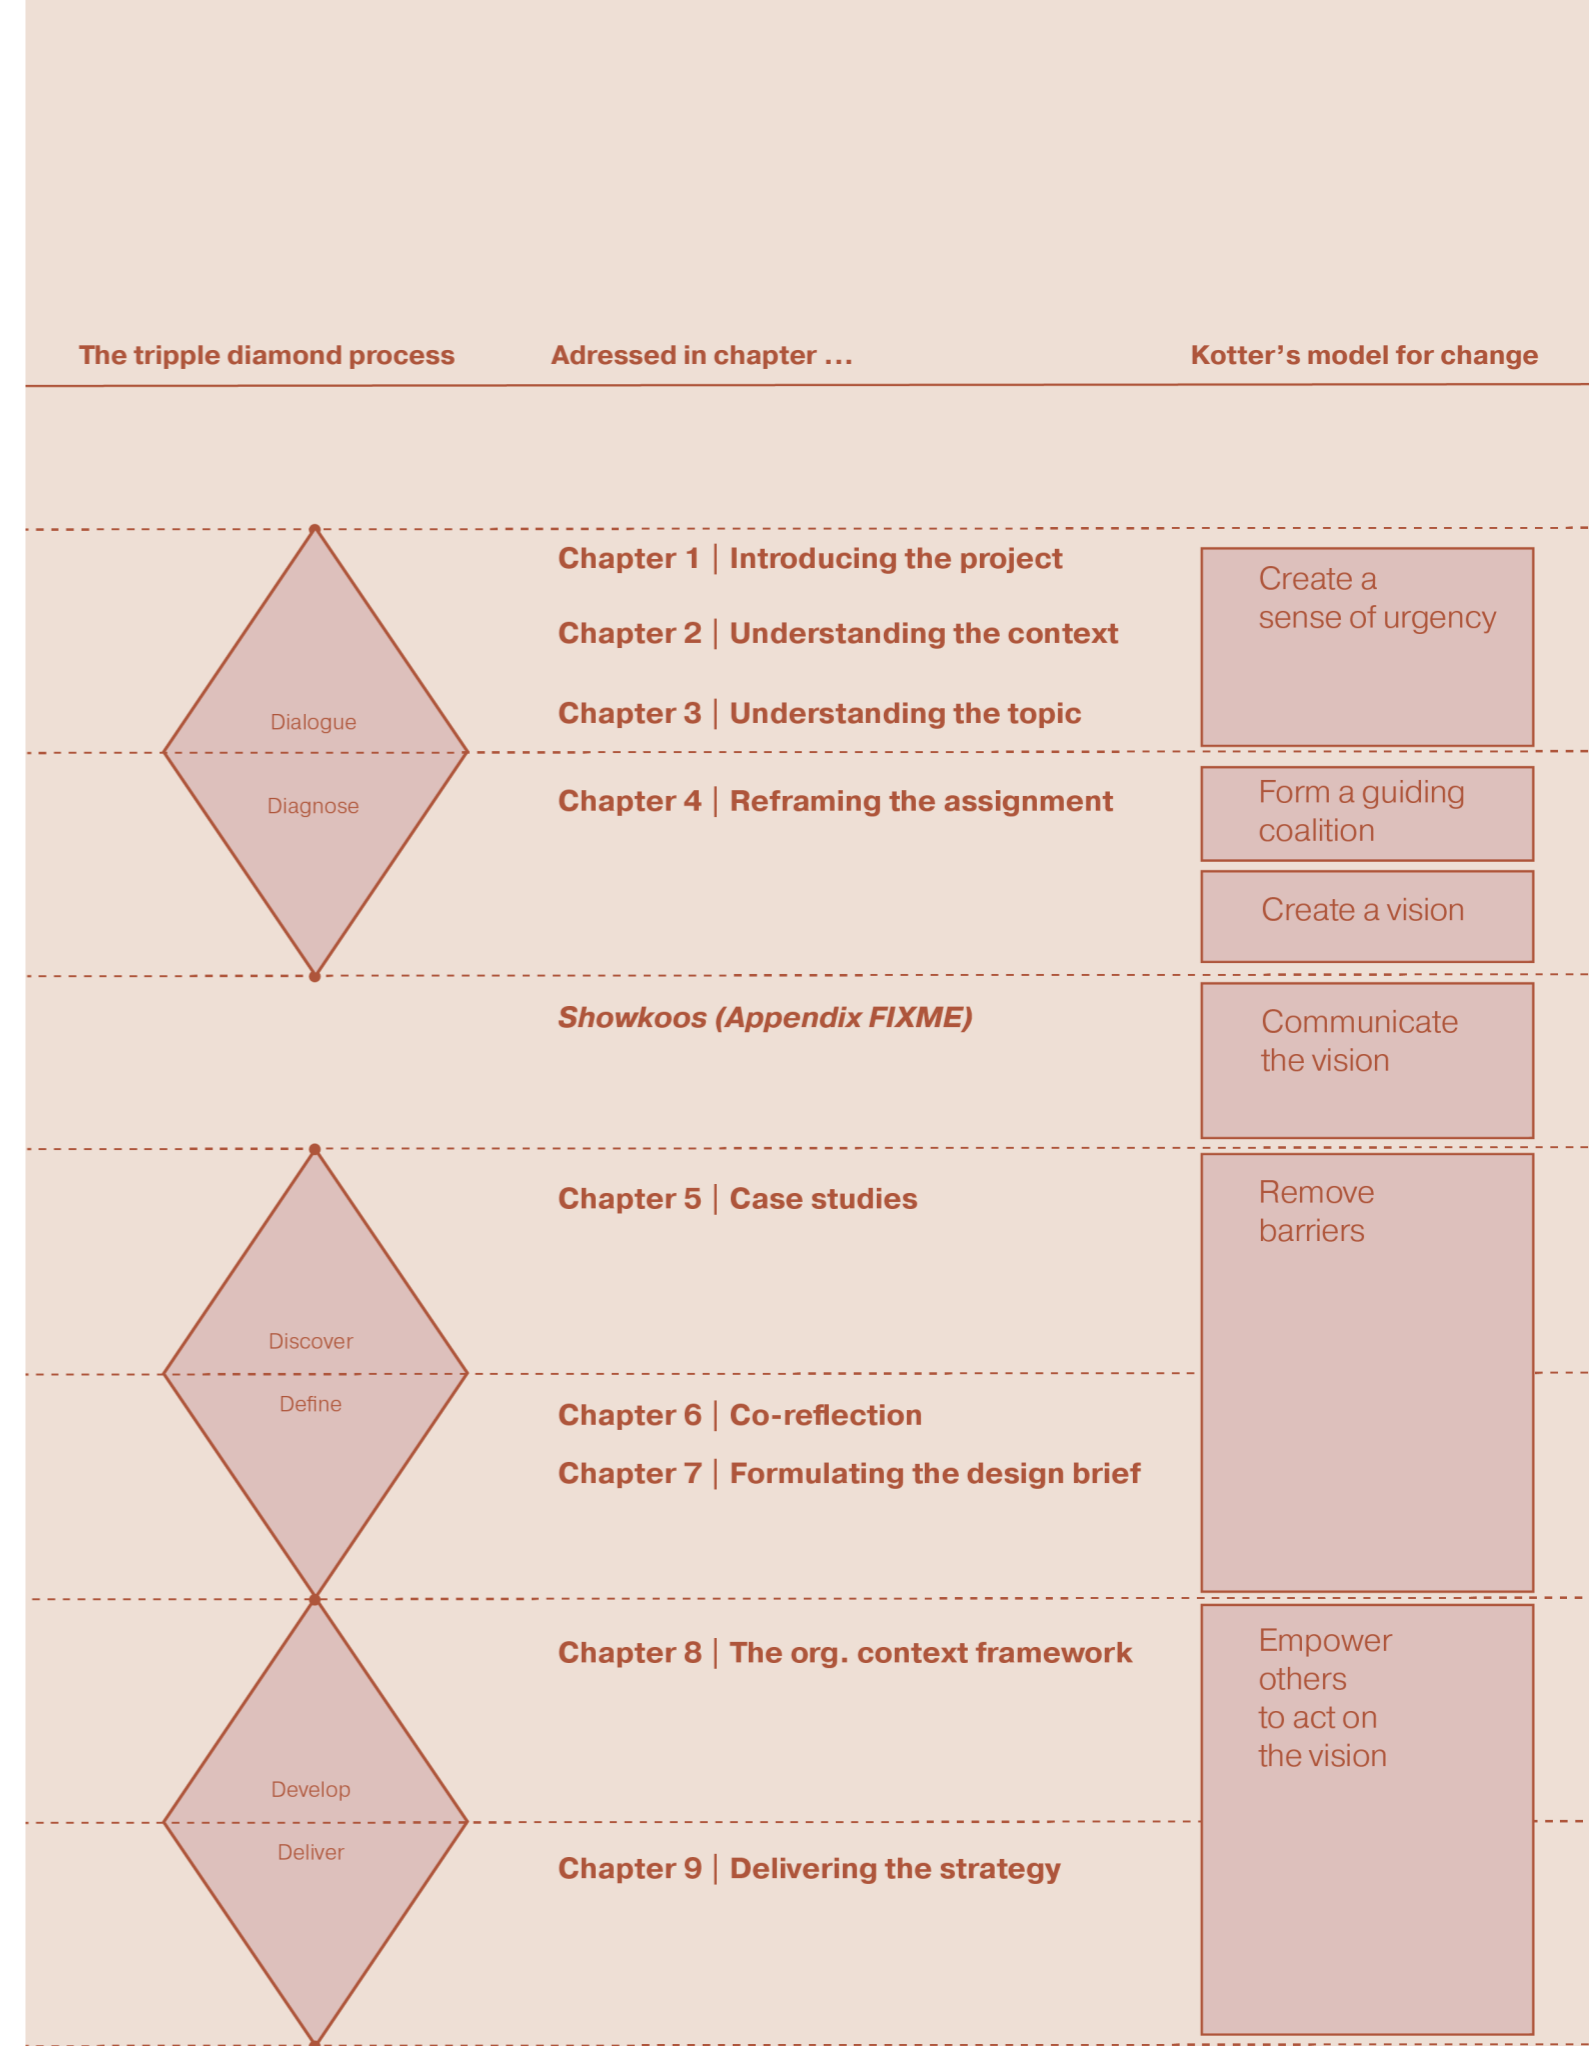 The tripple diamond process
Adressed in chapter ...
Kotter's model for change
Chapter 1 | Introducing the project
Chapter 2 | Understanding the context
Chapter 3 | Understanding the topic
Create a
sense of urgency
Dialogue
Diagnose
Chapter 4 | Reframing the assignment
Form a guiding
coalition
Create a vision
Showkoos (Appendix FIXME)
Communicate
the vision
Chapter 5 | Case studies
Remove
barriers
Discover
Define
Chapter 6 | Co-reflection
Chapter 7 | Formulating the design brief
Chapter 8 | The org. context framework
Empower
others
to act on
the vision
Develop
Deliver
Chapter 9 | Delivering the strategy